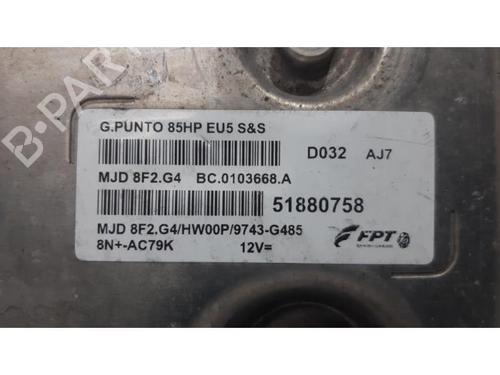 B-PARTS
G.PUNTO 85HP EU5 S&S
D032 AJ7
MJD 8F2.G4 BC.0103668.A
51880758
MJD 8F2.G4/HW00P/9743-G485
8N+-AC79K 12V=
FPT